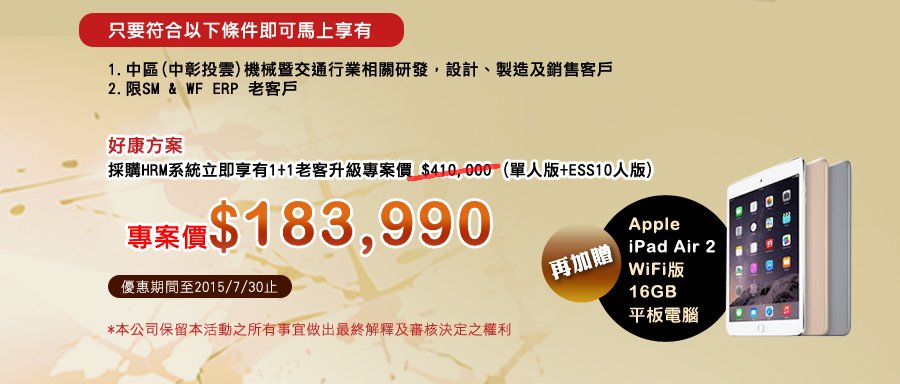 只要符合以下條件即可馬上享有
1.中區(中彰投雲)機械暨交通行業相關研發，設計、製造及銷售客戶
2.限SM & WF ERP 老客戶
好康方案
採購HRM系統立即享有1+1老客升級專案價 $410,000 (單人版+ESS10人版)
專案價$183,990
再加贈
Apple
iPad Air 2
WiFi版
16GB
平板電腦
優惠期間至2015/7/30止
*本公司保留本活動之所有事宜做出最終解釋及審核決定之權利